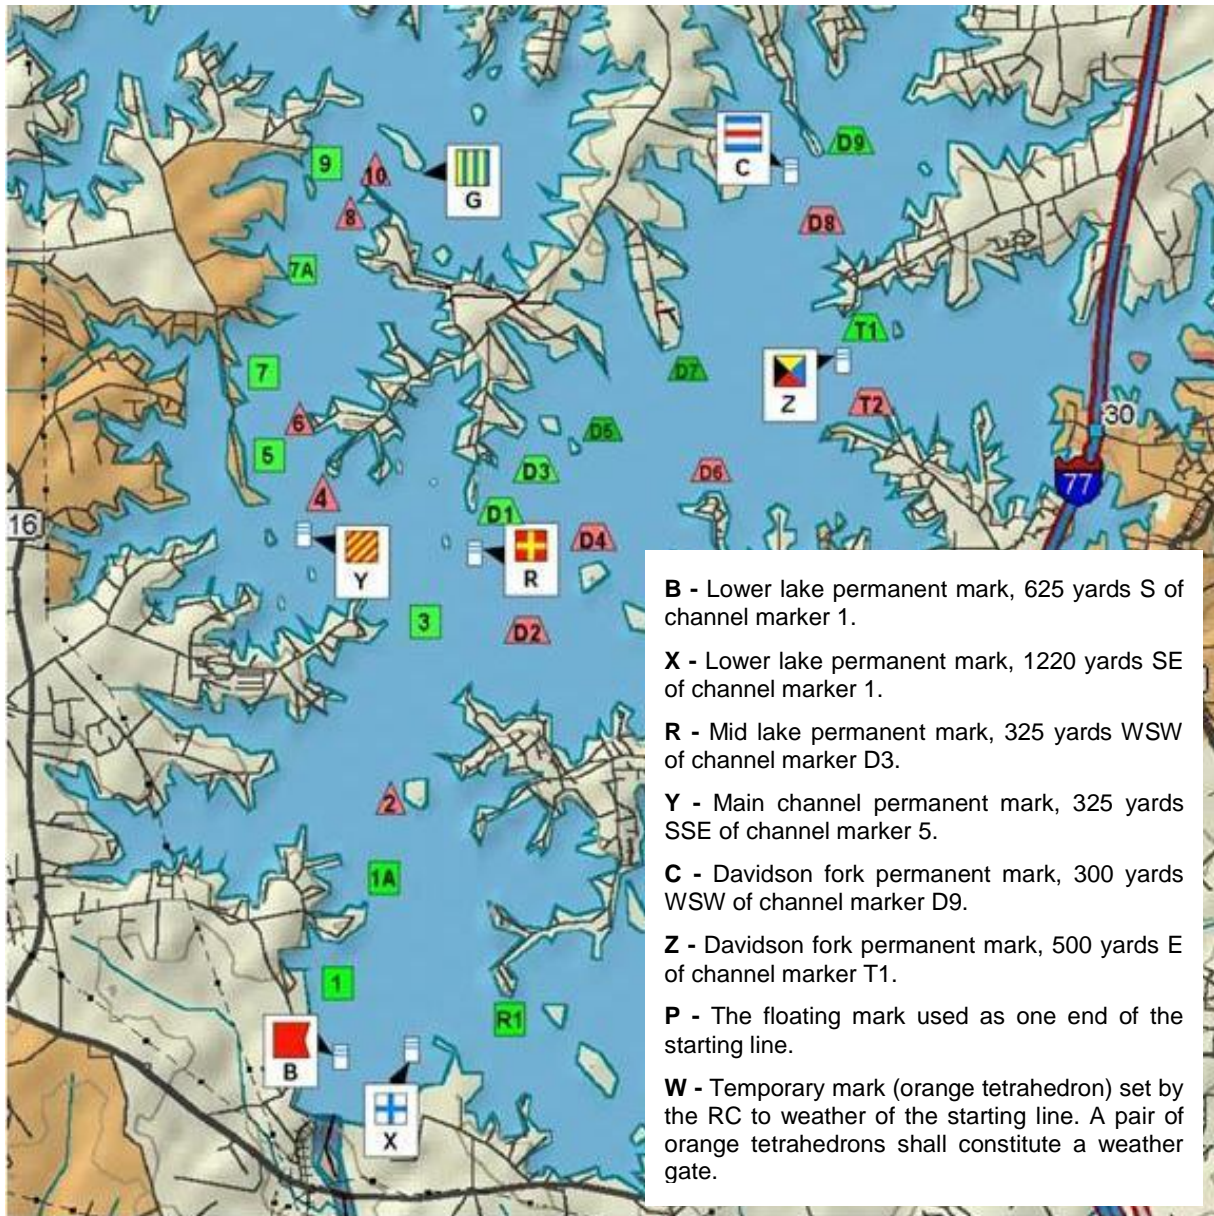 9
10
G
C
D9
8
D8
7A
T1
7
D7
Z
T2
6
30
5
D5
D3
D6
77
4
16
D1
Y
R
D4
3
D2
2
1A
1
R1
B
X
B - Lower lake permanent mark, 625 yards S of
channel marker 1.
X - Lower lake permanent mark, 1220 yards SE
of channel marker 1.
R - Mid lake permanent mark, 325 yards WSW
of channel marker D3.
Y - Main channel permanent mark, 325 yards
SSE of channel marker 5.
C - Davidson fork permanent mark, 300 yards
WSW of channel marker D9.
Z - Davidson fork permanent mark, 500 yards E
of channel marker T1.
P - The floating mark used as one end of the
starting line.
W - Temporary mark (orange tetrahedron) set by
the RC to weather of the starting line. A pair of
orange tetrahedrons shall constitute a weather
gate.